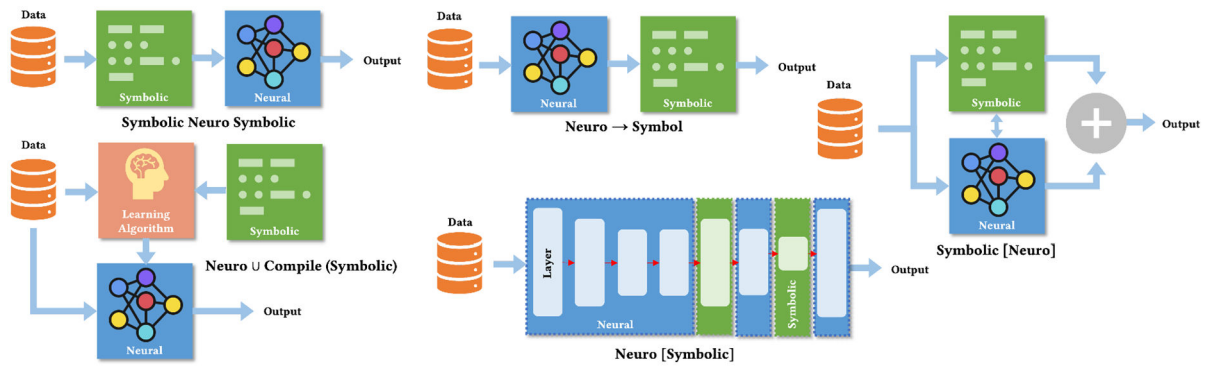 Data
Symbolic
Neural
Output
Symbolic Neuro Symbolic
Data
Neural
Symbolic
Output
Neuro → Symbol
Data
Symbolic
Neural
Output
Symbolic [Neuro]
Data
Learning
Algorithm
Symbolic
Neuro ∪ Compile (Symbolic)
Neural
Output
Data
Layer
Neural
Symbolic
Output
Neuro [Symbolic]